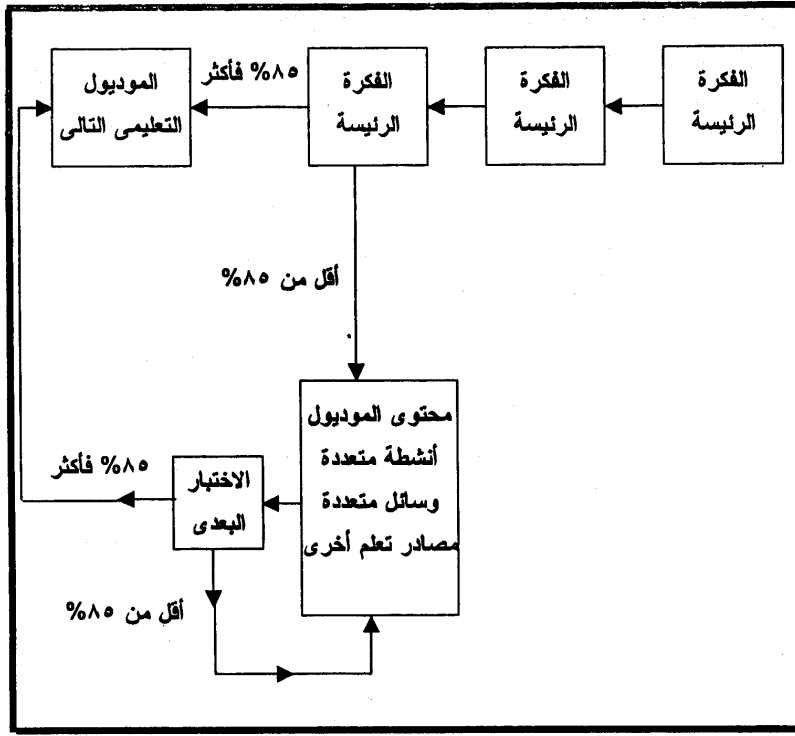 الفكرة
الرئيسة
الفكرة
الرئيسة
الفكرة
الرئيسة
٨٥% فأكثر
الموديول
التعليمى التالى
أقل من ٨٥%
محتوى الموديول
أنشطة متعددة
وسائل متعددة
مصادر تعلم أخرى
الاختبار
البعدى
٨٥% فأكثر
أقل من ٨٥%